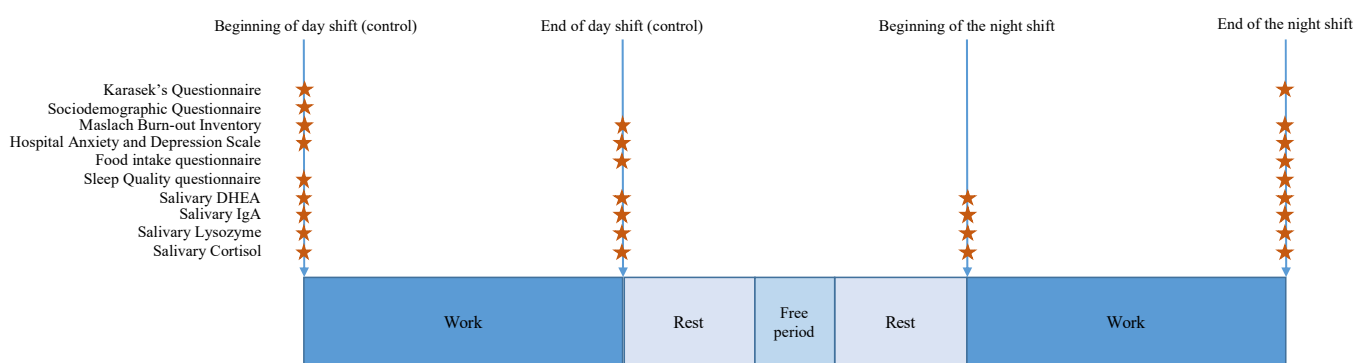 Beginning of day shift (control)
End of day shift (control)
Beginning of the night shift
End of the night shift
Karasek's Questionnaire
Sociodemographic Questionnaire
Maslach Burn-out Inventory
Hospital Anxiety and Depression Scale
Food intake questionnaire
Sleep Quality questionnaire
Salivary DHEA
Salivary IgA
Salivary Lysozyme
Salivary Cortisol
Work
Rest
Free
period
Rest
Work